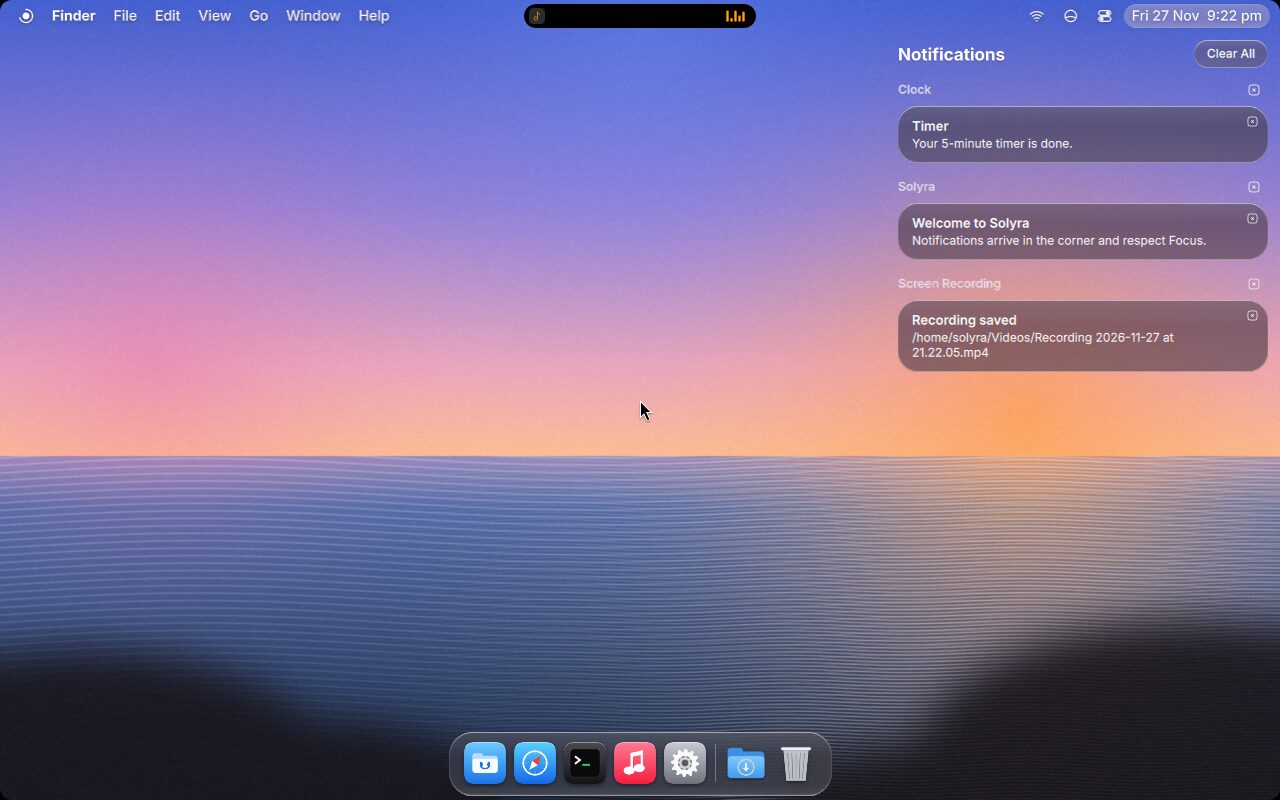 Finder File Edit View Go Window Help
Fri 27 Nov 9:22 pm
Notifications
Clear All
Clock
Timer
Your 5-minute timer is done.
Solyra
Welcome to Solyra
Notifications arrive in the corner and respect Focus.
Screen Recording
Recording saved
/home/solyra/Videos/Recording 2026-11-27 at
21.22.05.mp4